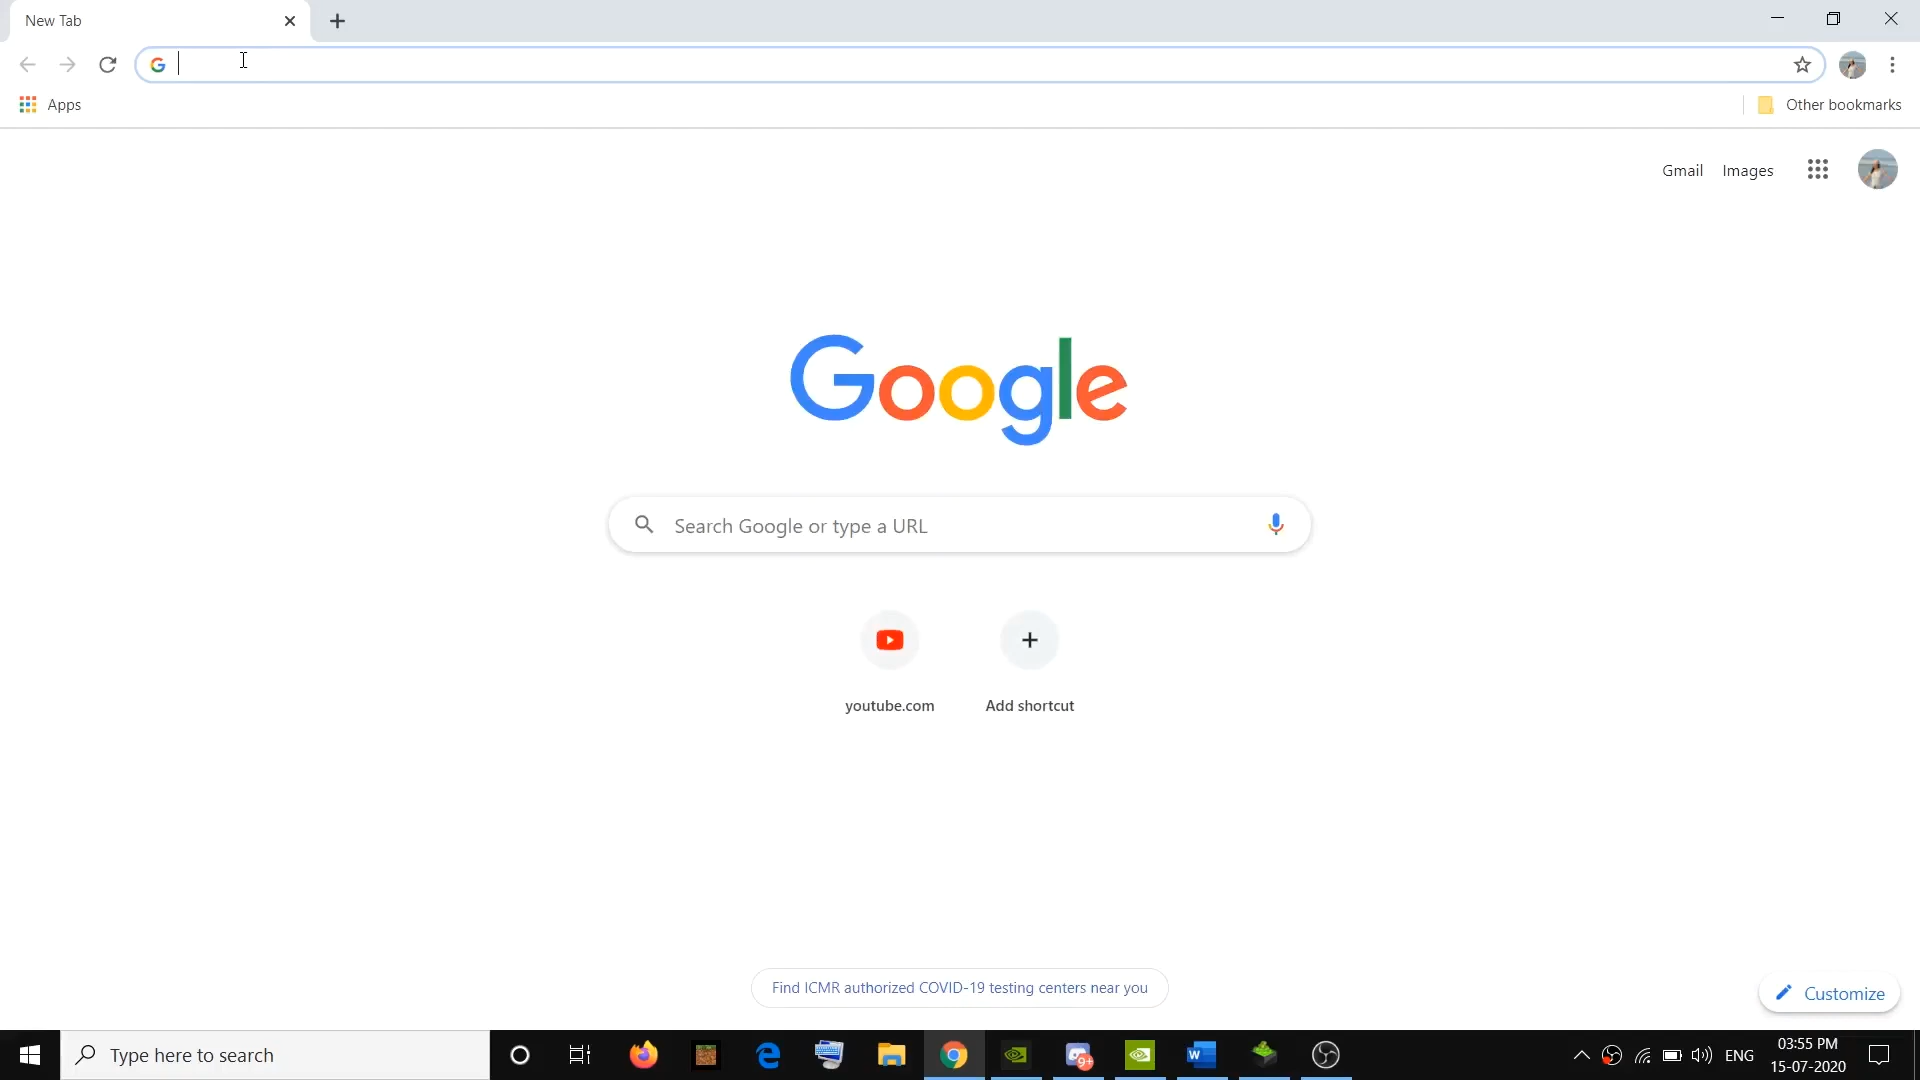 New Tab
Apps
Other bookmarks
Gmail Images
Google
Search Google or type a URL
youtube.com Add shortcut
Find ICMR authorized COVID-19 testing centers near you
Customize
Type here to search
9+
W
ENG
03:55 PM
15-07-2020